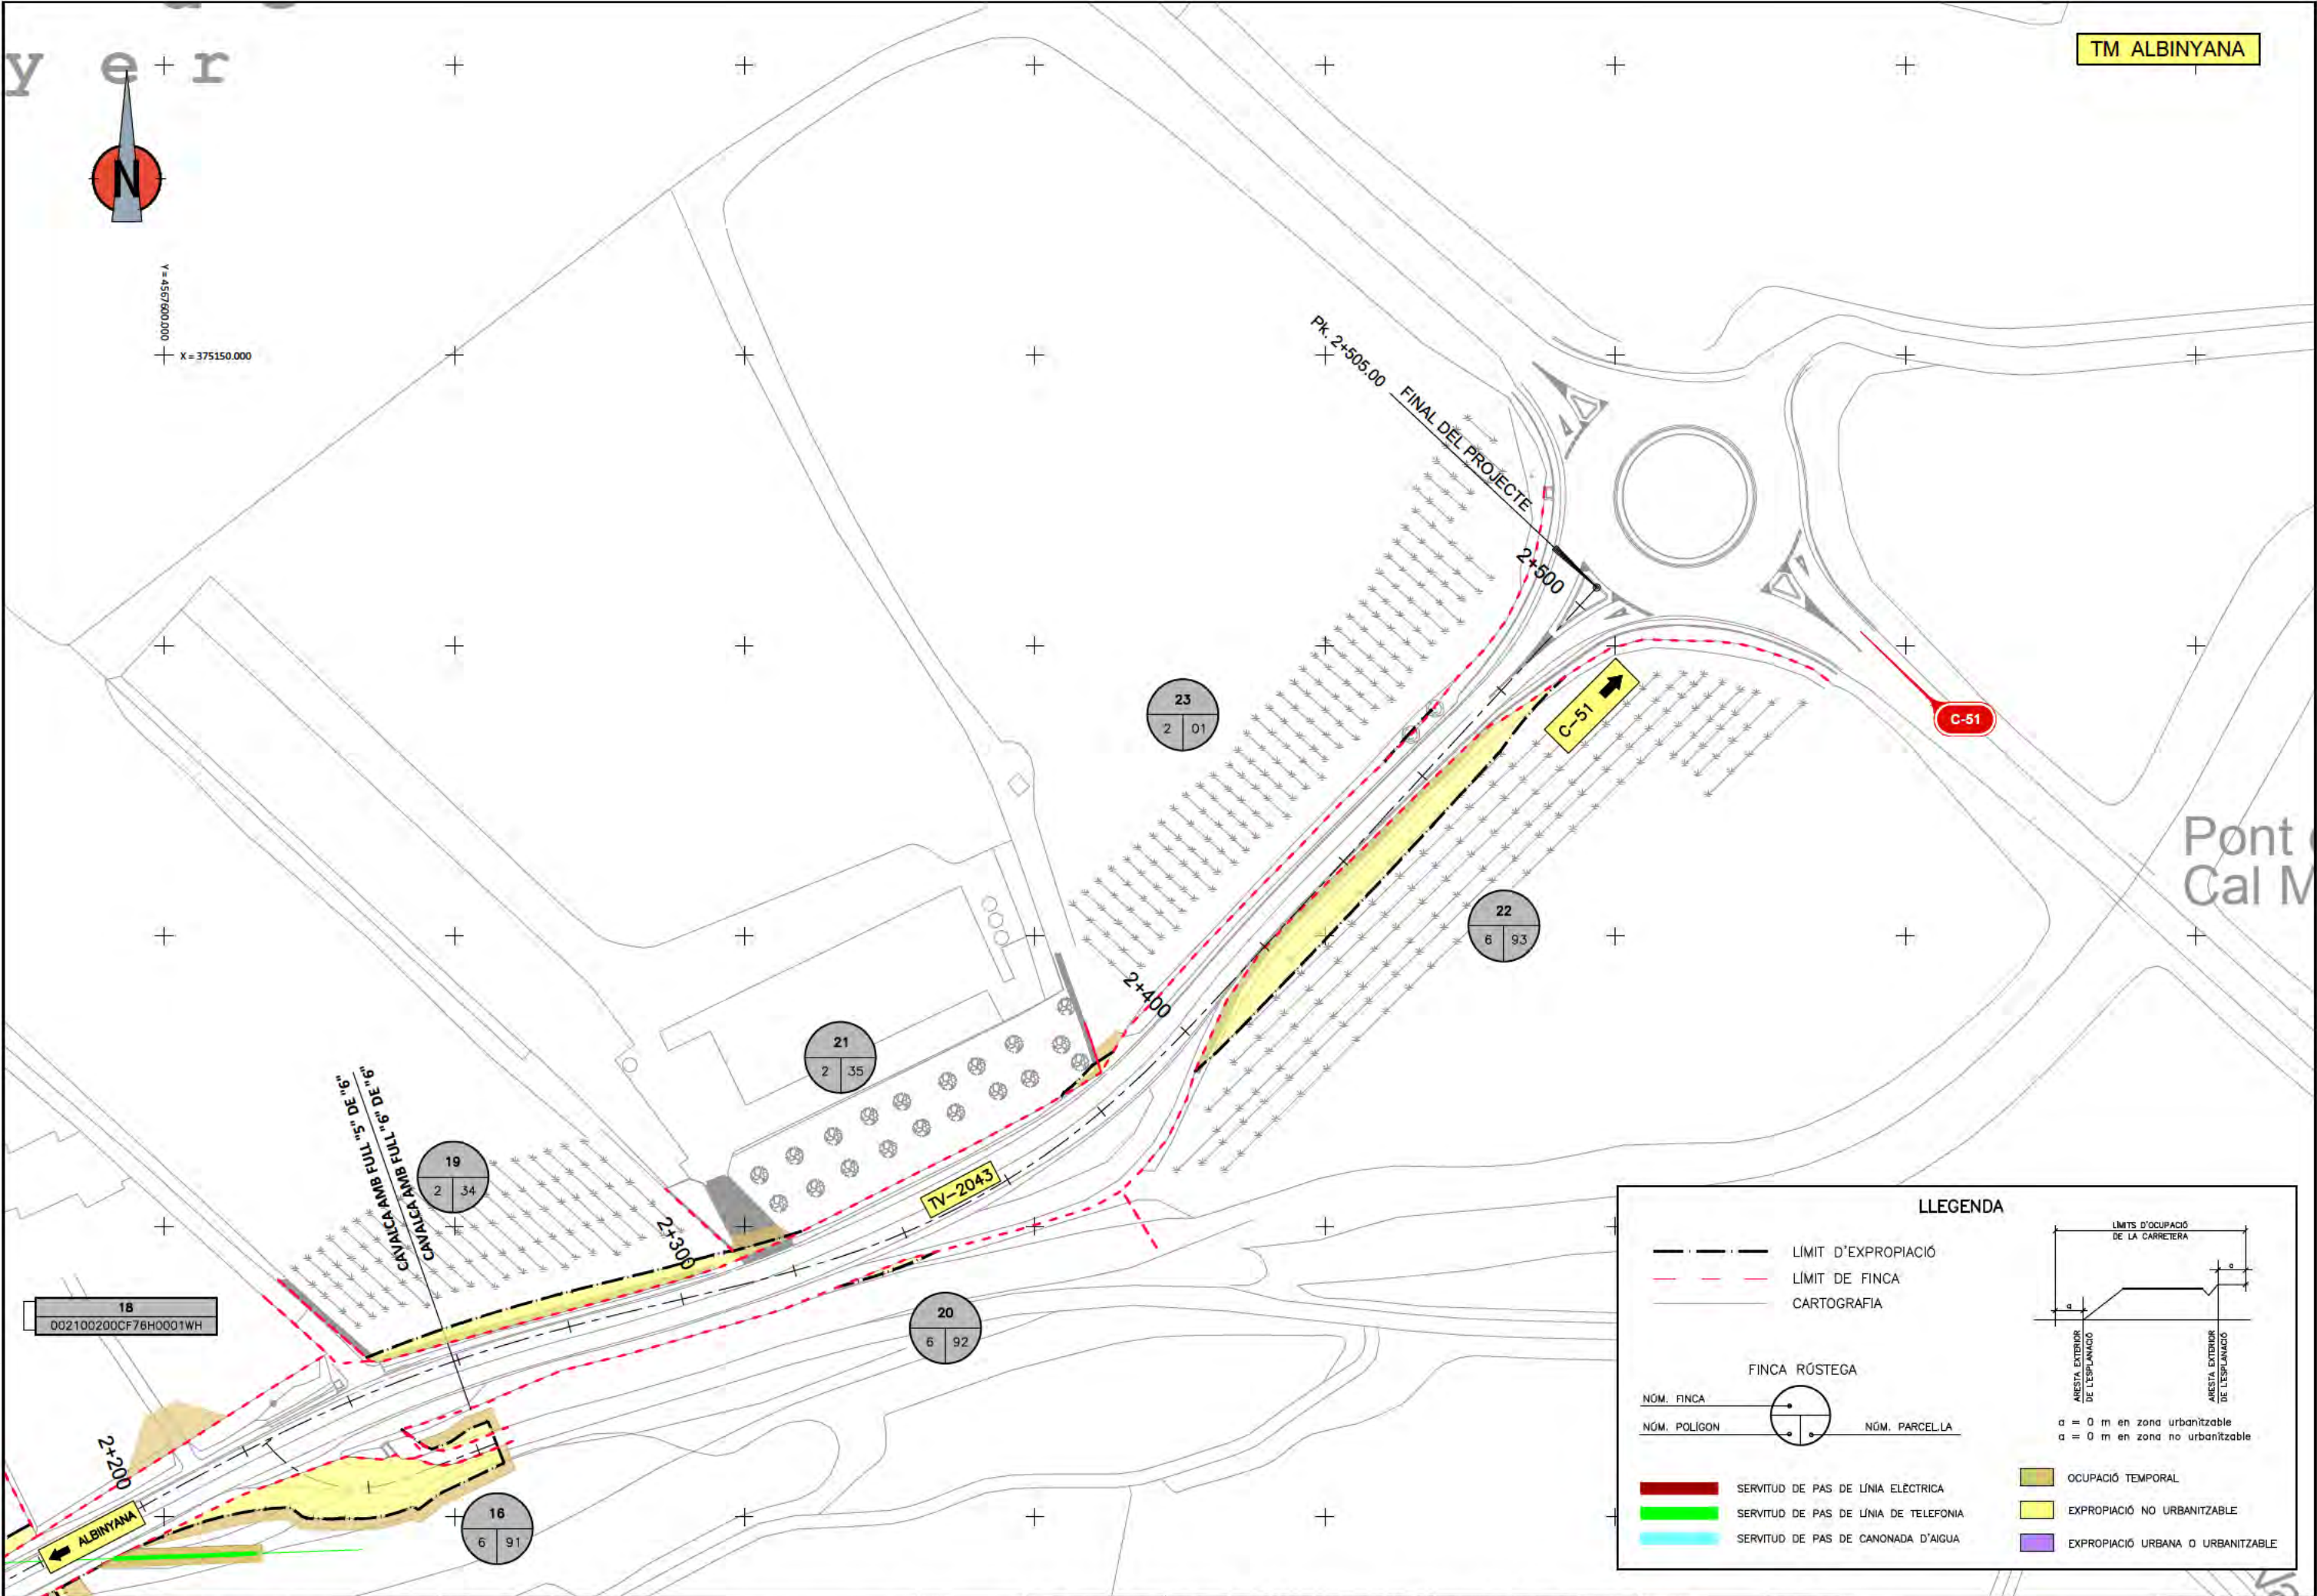 y e r
TM ALBINYANA
N
Y = 4567600.000
X = 375150.000
Pk. 2+505.00 FINAL DEL PROJECTE
2+500
C-51
C-51
23
2 01
Pont
Cal M
22
6 93
2+400
21
2 35
CAVALCA AMB FULL "5" DE "6"
CAVALCA AMB FULL "6" DE "6"
19
2 34
TV-2043
2+300
18
002100200CF76H0001WH
20
6 92
2+200
ALBINYANA
16
6 91
LLEGENDA
LÍMIT D'EXPROPIACIÓ
LÍMIT DE FINCA
CARTOGRAFIA
LÍMITS D'OCUPACIÓ
DE LA CARRETERA
a
a
ARESTA EXTERIOR
DE L'ESPLANACIÓ
ARESTA EXTERIOR
DE L'ESPLANACIÓ
a = 0 m en zona urbanitzable
a = 0 m en zona no urbanitzable
FINCA RÚSTEGA
NÚM. FINCA
NÚM. POLÍGON
NÚM. PARCEL.LA
SERVITUD DE PAS DE LÍNIA ELÈCTRICA
SERVITUD DE PAS DE LÍNIA DE TELEFONIA
SERVITUD DE PAS DE CANONADA D'AIGUA
OCUPACIÓ TEMPORAL
EXPROPIACIÓ NO URBANITZABLE
EXPROPIACIÓ URBANA O URBANITZABLE